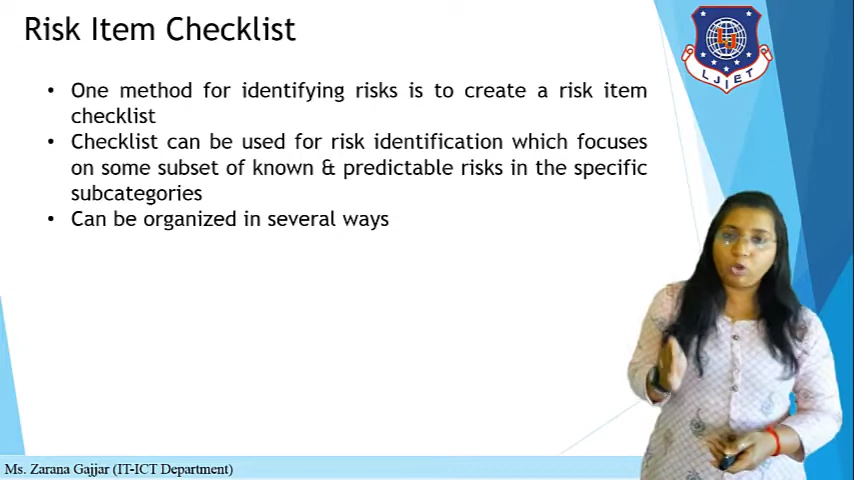 Risk Item Checklist
LJIET
• One method for identifying risks is to create a risk item
checklist
• Checklist can be used for risk identification which focuses
on some subset of known & predictable risks in the specific
subcategories
• Can be organized in several ways
Ms. Zarana Gajjar (IT-ICT Department)